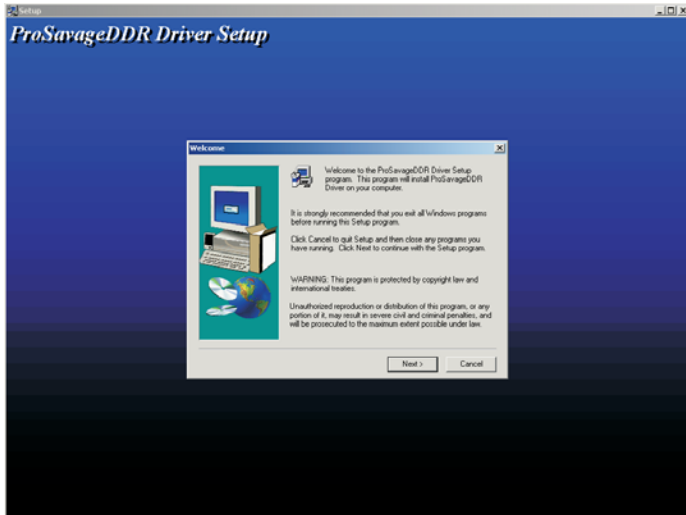 Setup
ProSavageDDR Driver Setup
Welcome
Welcome to the ProSavageDDR Driver Setup
program. This program will install ProSavageDDR
Driver on your computer.
It is strongly recommended that you exit all Windows programs
before running this Setup program.
Click Cancel to quit Setup and then close any programs you
have running. Click Next to continue with the Setup program.
WARNING: This program is protected by copyright law and
international treaties.
Unauthorized reproduction or distribution of this program, or any
portion of it, may result in severe civil and criminal penalties, and
will be prosecuted to the maximum extent possible under law.
Next >
Cancel